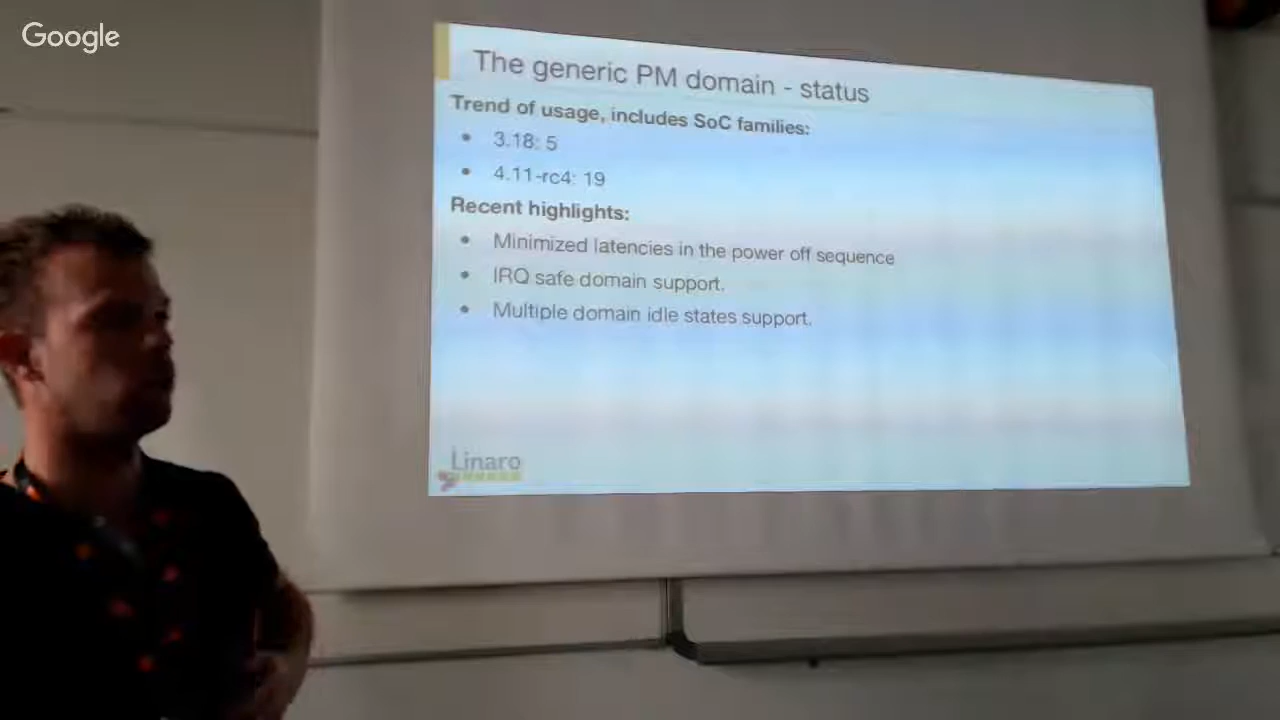 Google
The generic PM domain - status
Trend of usage, includes SoC families:
• 3.18: 5
• 4.11-rc4: 19
Recent highlights:
• Minimized latencies in the power off sequence
• IRQ safe domain support.
• Multiple domain idle states support.
Linaro